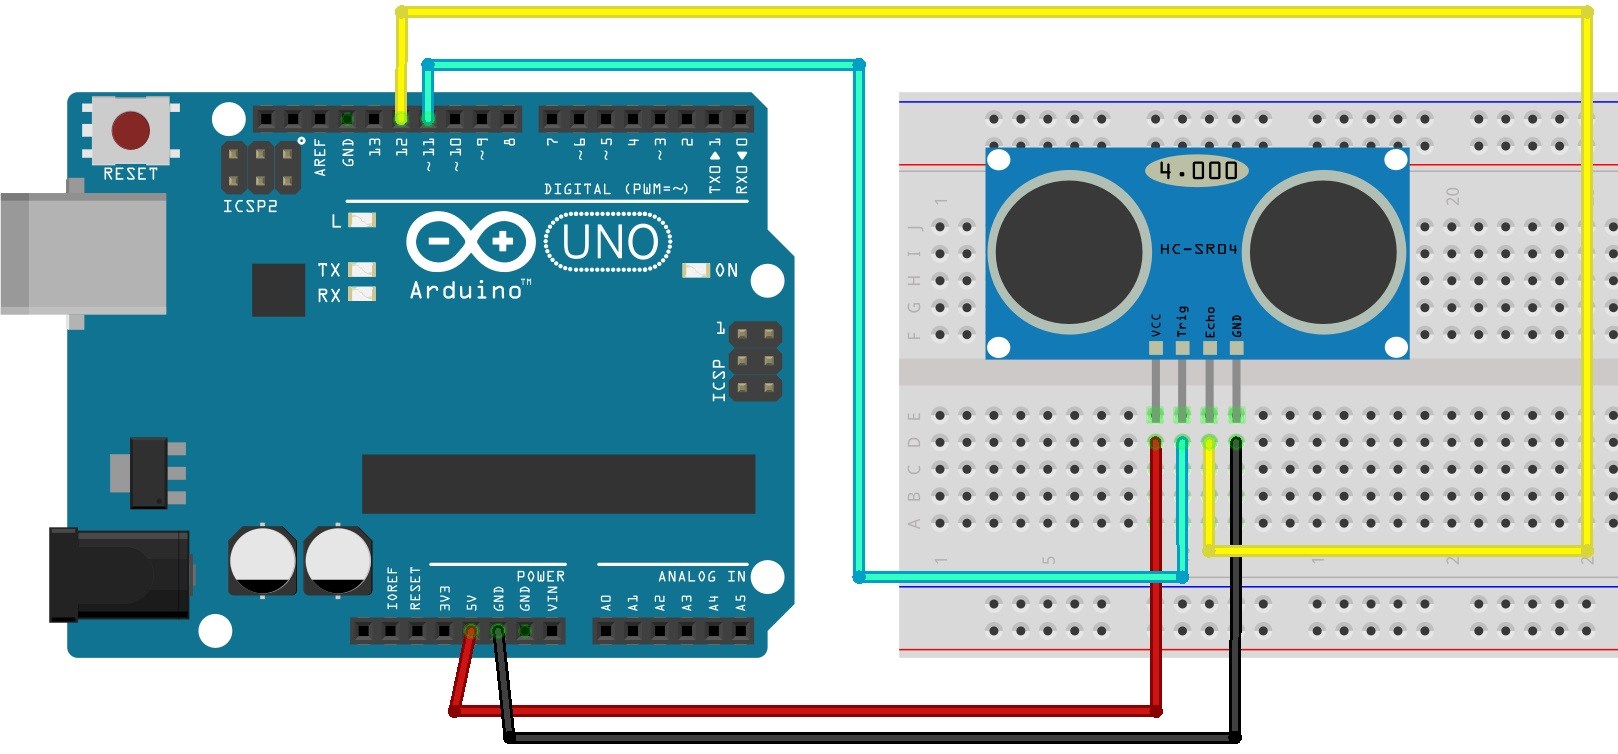 RESET
ICSP2
AREF
GND
13
12
~11
~10
~9
8
7
~6
~5
4
~3
2
TXD▶1
RXD◀0
DIGITAL (PWM=~)
L
TX
RX
Arduino™
UNO
ON
1
ICSP
IOREF
RESET
3V3
5V
GND
GND
VIN
POWER
ANALOG IN
A0
A1
A2
A3
A4
A5
4.000
HC-SR04
VCC
Trig
Echo
GND
1
20
J
I
H
G
F
E
D
C
B
A
1
5